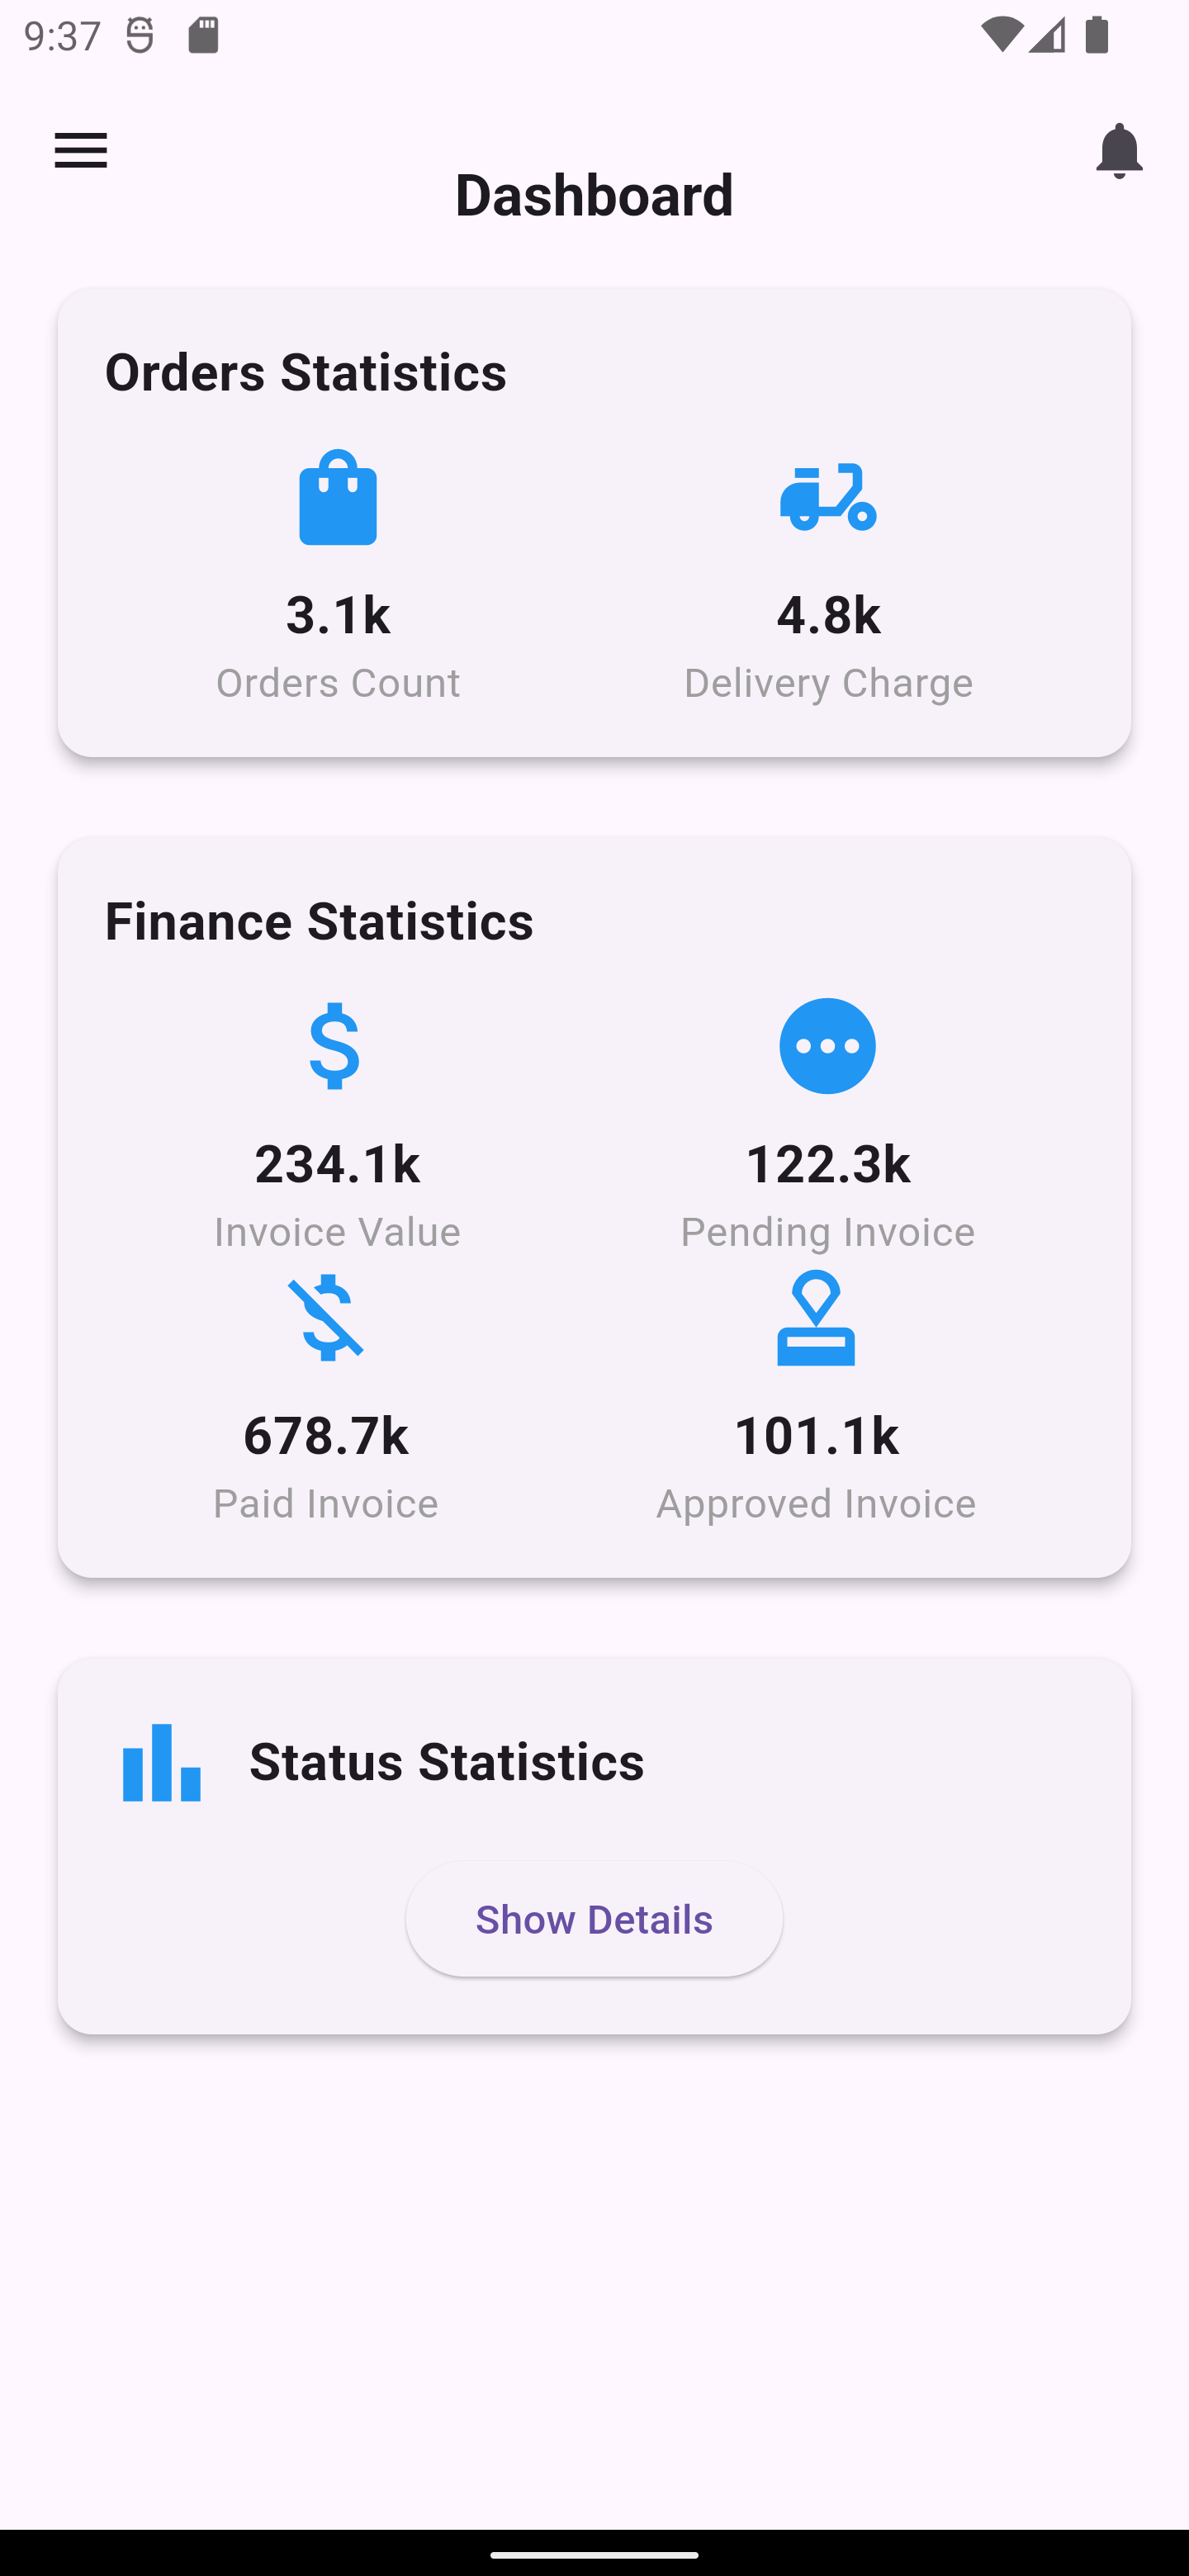 9:37
Dashboard
Orders Statistics
3.1k 4.8k
Orders Count Delivery Charge
Finance Statistics
234.1k 122.3k
Invoice Value Pending Invoice
678.7k 101.1k
Paid Invoice Approved Invoice
Status Statistics
Show Details